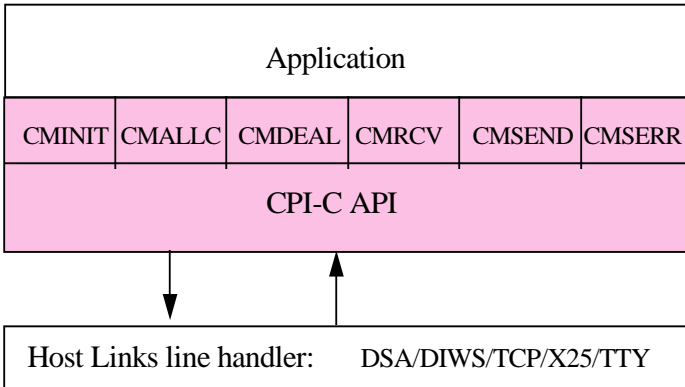 Application
CMINIT CMALLC CMDEAL CMRCV CMSEND CMSERR
CPI-C API
Host Links line handler: DSA/DIWS/TCP/X25/TTY